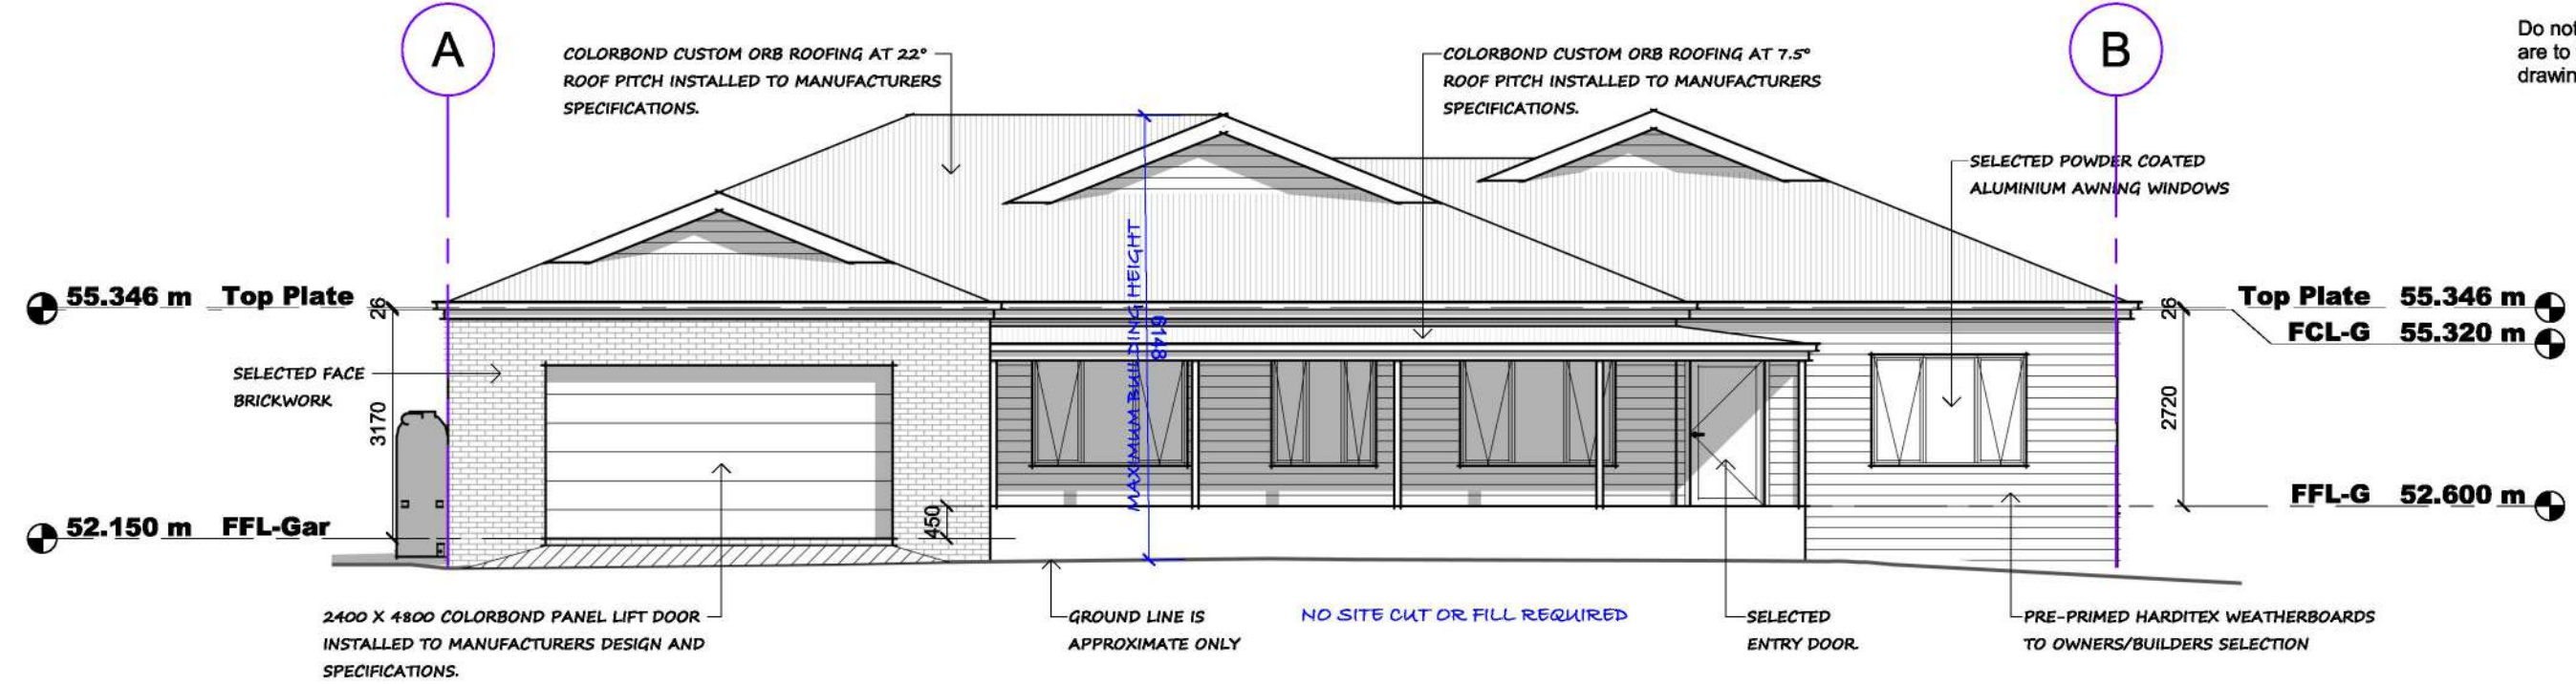 A
B
Do not
are to
drawin
COLORBOND CUSTOM ORB ROOFING AT 22°
ROOF PITCH INSTALLED TO MANUFACTURERS
SPECIFICATIONS.
COLORBOND CUSTOM ORB ROOFING AT 7.5°
ROOF PITCH INSTALLED TO MANUFACTURERS
SPECIFICATIONS.
SELECTED POWDER COATED
ALUMINIUM AWNING WINDOWS
MAXIMUM BUILDING HEIGHT
6148
55.346 m Top Plate
26
Top Plate 55.346 m
26
FCL-G 55.320 m
SELECTED FACE
BRICKWORK
3170
2720
FFL-G 52.600 m
52.150 m FFL-Gar
450
2400 X 4800 COLORBOND PANEL LIFT DOOR
INSTALLED TO MANUFACTURERS DESIGN AND
SPECIFICATIONS.
GROUND LINE IS
APPROXIMATE ONLY
NO SITE CUT OR FILL REQUIRED
SELECTED
ENTRY DOOR
PRE-PRIMED HARDITEX WEATHERBOARDS
TO OWNERS/BUILDERS SELECTION